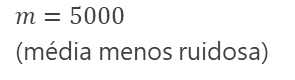 m = 5000
(média menos ruidosa)